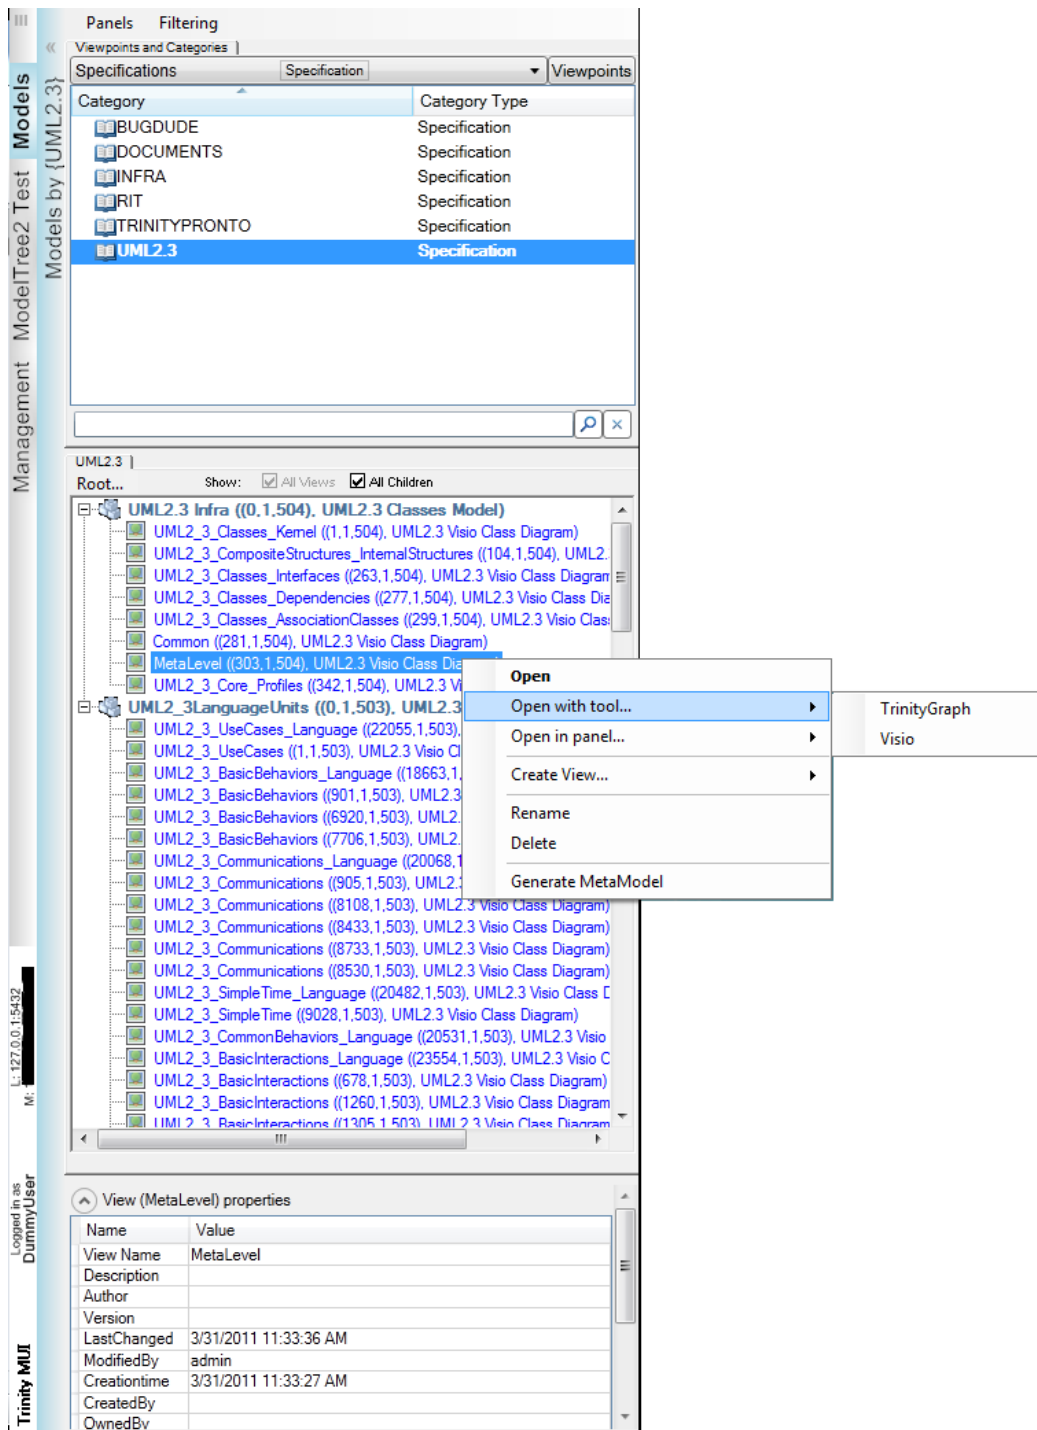 Panels Filtering
Viewpoints and Categories
Specifications Specification Viewpoints
Category Category Type
BUGDUDE Specification
DOCUMENTS Specification
INFRA Specification
RIT Specification
TRINITYPRONTO Specification
UML2.3 Specification
UML2.3
Root... Show: All Views All Children
UML2.3 Infra ((0,1,504), UML2.3 Classes Model)
UML2_3_Classes_Kernel ((1,1,504), UML2.3 Visio Class Diagram)
UML2_3_CompositeStructures_InternalStructures ((104,1,504), UML2.
UML2_3_Classes_Interfaces ((263,1,504), UML2.3 Visio Class Diagram
UML2_3_Classes_Dependencies ((277,1,504), UML2.3 Visio Class Dia
UML2_3_Classes_AssociationClasses ((299,1,504), UML2.3 Visio Clas
Common ((281,1,504), UML2.3 Visio Class Diagram)
MetaLevel ((303,1,504), UML2.3 Visio Class Dia
UML2_3_Core_Profiles ((342,1,504), UML2.3 Vi
UML2_3LanguageUnits ((0,1,503), UML2.3
UML2_3_UseCases_Language ((22055,1,503),
UML2_3_UseCases ((1,1,503), UML2.3 Visio Cl
UML2_3_BasicBehaviors_Language ((18663,1,
UML2_3_BasicBehaviors ((901,1,503), UML2.3
UML2_3_BasicBehaviors ((6920,1,503), UML2.
UML2_3_BasicBehaviors ((7706,1,503), UML2.
UML2_3_Communications_Language ((20068,1
UML2_3_Communications ((905,1,503), UML2.
UML2_3_Communications ((8108,1,503), UML2.3 Visio Class Diagram)
UML2_3_Communications ((8433,1,503), UML2.3 Visio Class Diagram)
UML2_3_Communications ((8733,1,503), UML2.3 Visio Class Diagram)
UML2_3_Communications ((8530,1,503), UML2.3 Visio Class Diagram)
UML2_3_SimpleTime_Language ((20482,1,503), UML2.3 Visio Class D
UML2_3_SimpleTime ((9028,1,503), UML2.3 Visio Class Diagram)
UML2_3_CommonBehaviors_Language ((20531,1,503), UML2.3 Visio
UML2_3_BasicInteractions_Language ((23554,1,503), UML2.3 Visio C
UML2_3_BasicInteractions ((678,1,503), UML2.3 Visio Class Diagram)
UML2_3_BasicInteractions ((1260,1,503), UML2.3 Visio Class Diagram
UML2_3_BasicInteractions ((1305,1,503), UML2.3 Visio Class Diagram
Open
Open with tool...
Open in panel...
Create View...
Rename
Delete
Generate MetaModel
TrinityGraph
Visio
View (MetaLevel) properties
Name Value
View Name MetaLevel
Description
Author
Version
LastChanged 3/31/2011 11:33:36 AM
ModifiedBy admin
Creationtime 3/31/2011 11:33:27 AM
CreatedBy
OwnedBy
Models
ModelTree2 Test
Management
Models by {UML2.3}
L: 127.0.0.1:5432
M:
Logged in as
DummyUser
Trinity MUI